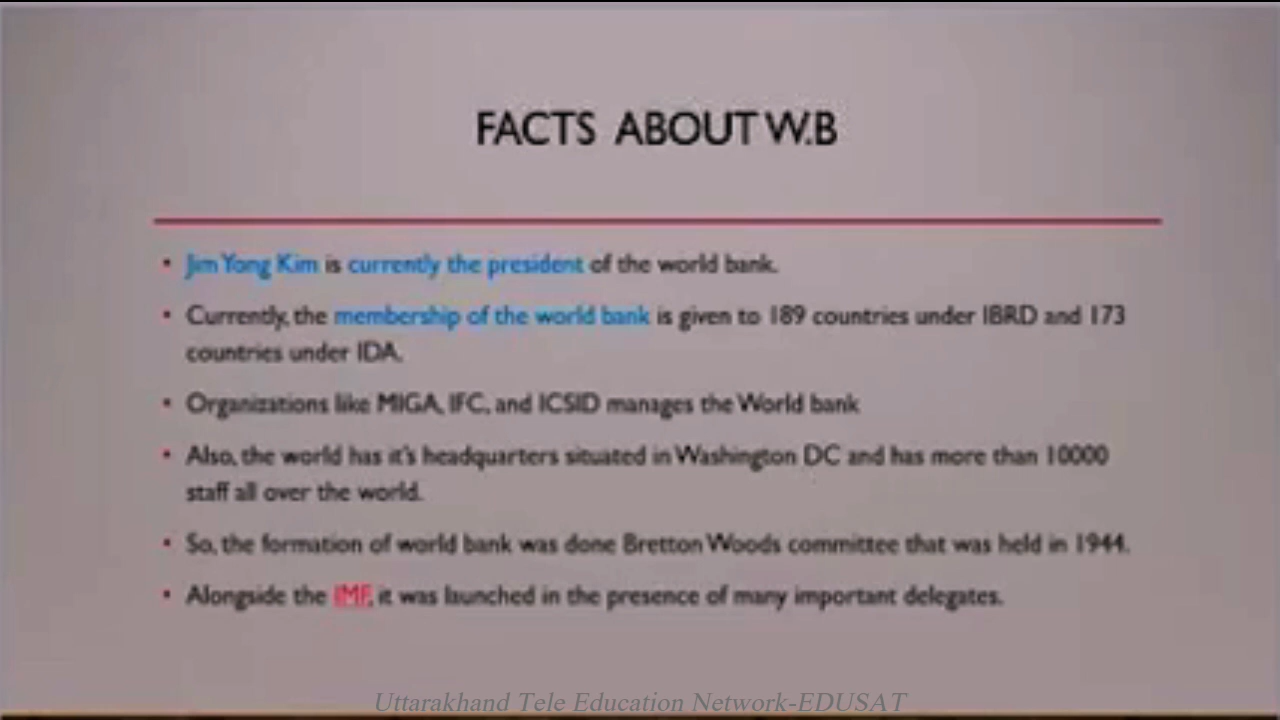 FACTS ABOUT W.B
• Jim Yong Kim is currently the president of the world bank.
• Currently, the membership of the world bank is given to 189 countries under IBRD and 173
countries under IDA.
• Organizations like MIGA, IFC, and ICSID manages the World bank
• Also, the world has it's headquarters situated in Washington DC and has more than 10000
staff all over the world.
• So, the formation of world bank was done Bretton Woods committee that was held in 1944.
• Alongside the IMF, it was launched in the presence of many important delegates.
Uttarakhand Tele Education Network-EDUSAT